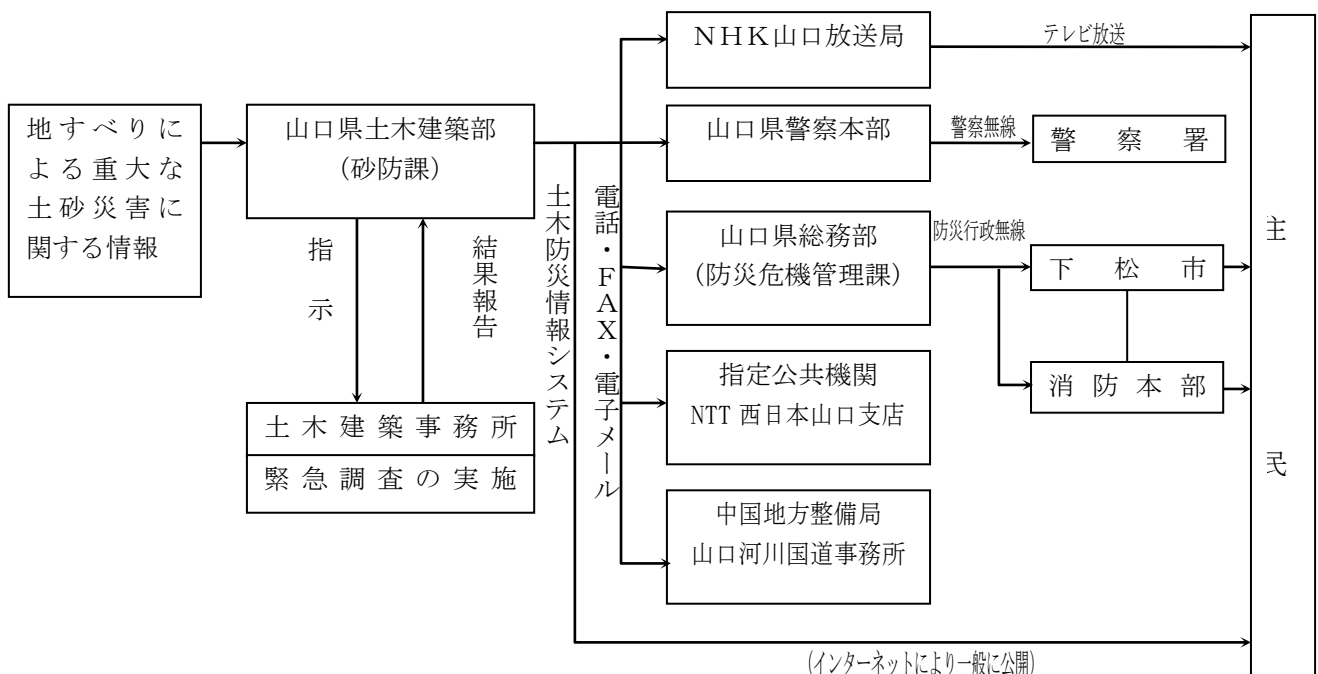 地すべりに
よる重大な
土砂災害に
関する情報
山口県土木建築部
(砂防課)
指示
結果報告
土木建築事務所
緊急調査の実施
土木防災情報システム
電話・FAX・電子メール
NHK山口放送局
テレビ放送
山口県警察本部
警察無線
警察署
山口県総務部
(防災危機管理課)
防災行政無線
下松市
消防本部
指定公共機関
NTT西日本山口支店
中国地方整備局
山口河川国道事務所
(インターネットにより一般に公開)
主民